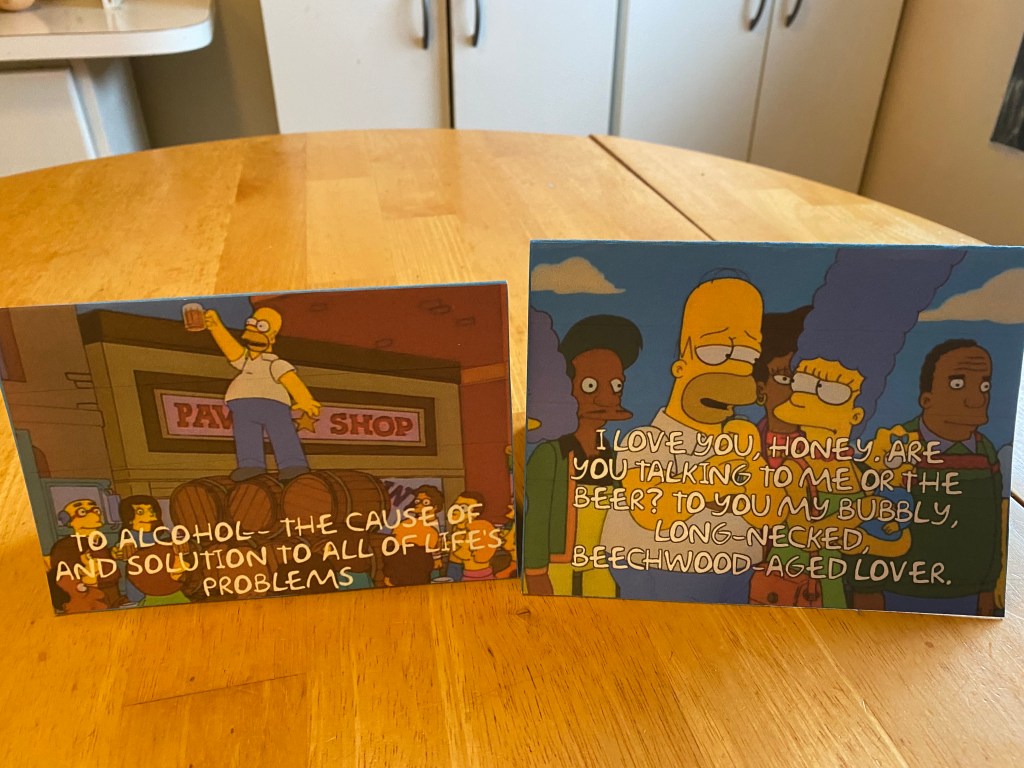 PAW SHOP
TO ALCOHOL- THE CAUSE OF
AND SOLUTION TO ALL OF LIFE'S
PROBLEMS
I LOVE YOU, HONEY. ARE
YOU TALKING TO ME OR THE
BEER? TO YOU MY BUBBLY,
LONG-NECKED,
BEECHWOOD-AGED LOVER.